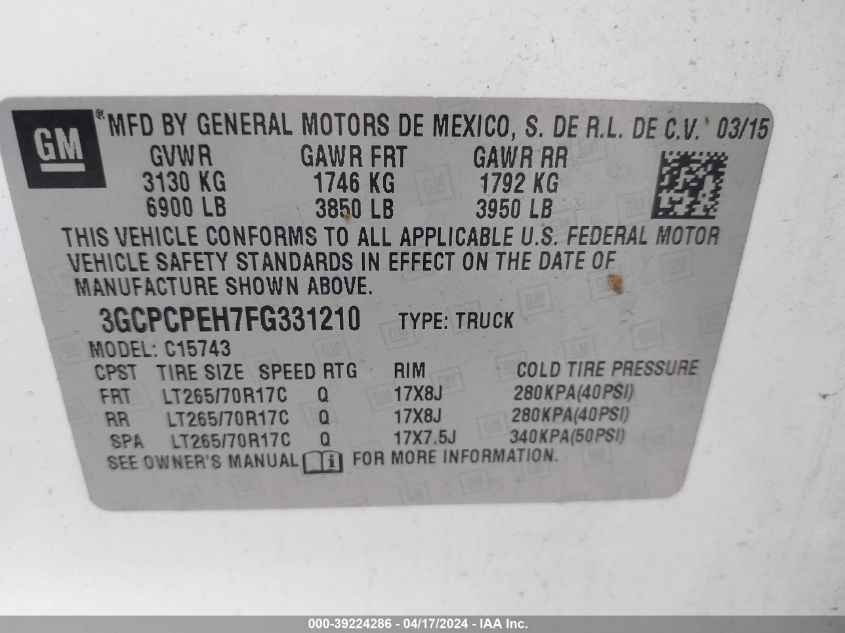 GM ® MFD BY GENERAL MOTORS DE MEXICO, S. DE R.L. DE C.V. 03/15
GVWR GAWR FRT GAWR RR
3130 KG 1746 KG 1792 KG
6900 LB 3850 LB 3950 LB
THIS VEHICLE CONFORMS TO ALL APPLICABLE U.S. FEDERAL MOTOR
VEHICLE SAFETY STANDARDS IN EFFECT ON THE DATE OF
MANUFACTURE SHOWN ABOVE.
3GCPCPEH7FG331210 TYPE: TRUCK
MODEL: C15743
CPST TIRE SIZE SPEED RTG RIM COLD TIRE PRESSURE
FRT LT265/70R17C Q 17X8J 280KPA(40PSI)
RR LT265/70R17C Q 17X8J 280KPA(40PSI)
SPA LT265/70R17C Q 17X7.5J 340KPA(50PSI)
SEE OWNER'S MANUAL i FOR MORE INFORMATION.
000-39224286 - 04/17/2024 - IAA Inc.